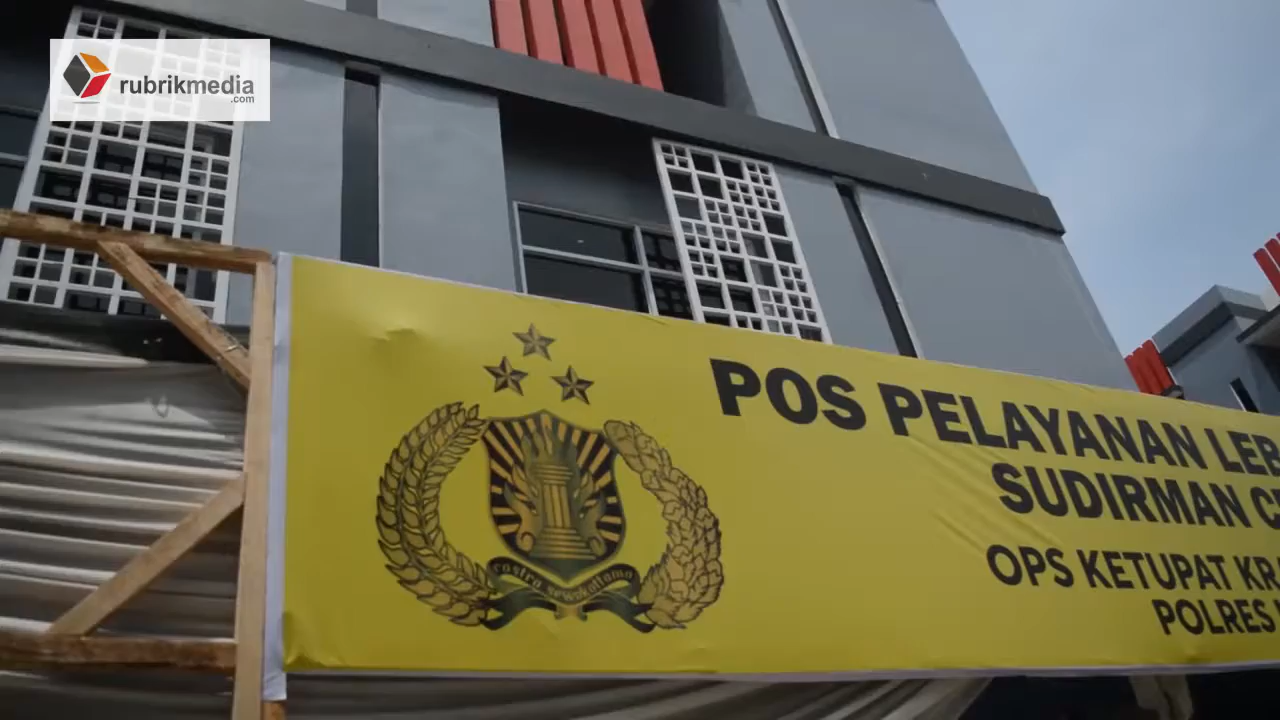 rubrikmedia
.com
POS PELAYANAN
SUDIRMAN
OPS KETUPAT
POLRES
rastra sewakottama